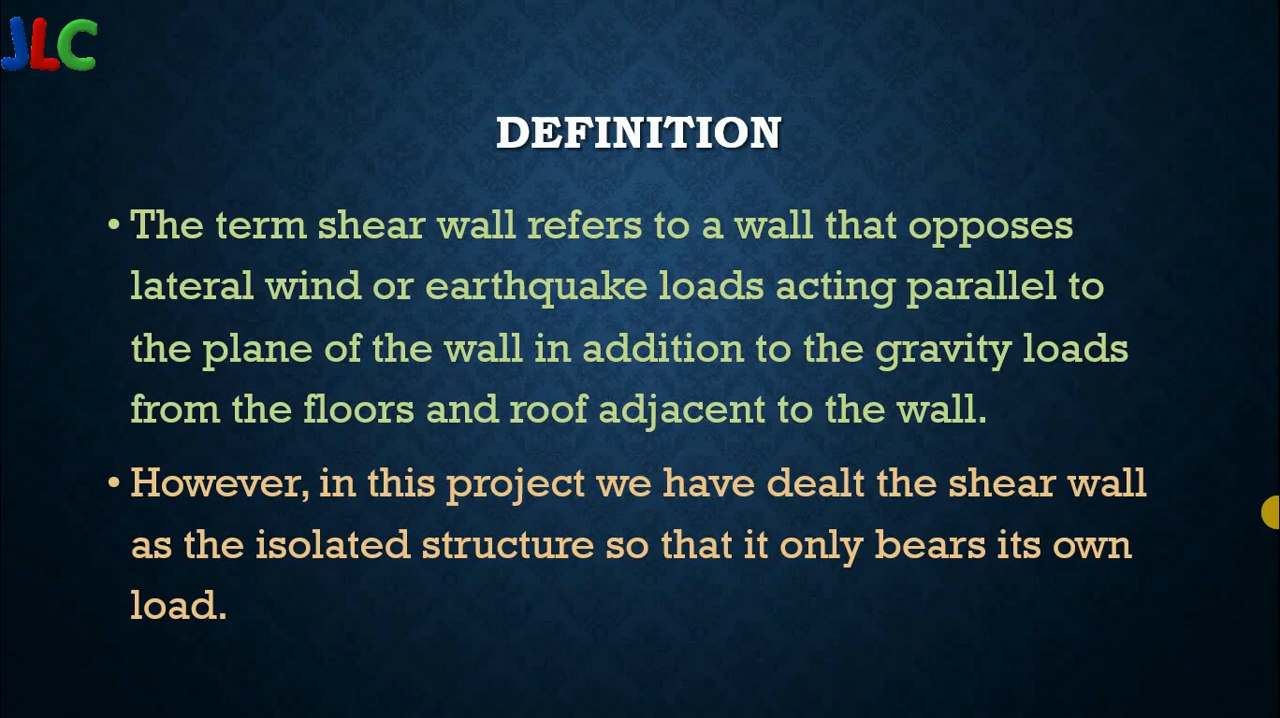 JLC
DEFINITION
• The term shear wall refers to a wall that opposes
lateral wind or earthquake loads acting parallel to
the plane of the wall in addition to the gravity loads
from the floors and roof adjacent to the wall.
• However, in this project we have dealt the shear wall
as the isolated structure so that it only bears its own
load.